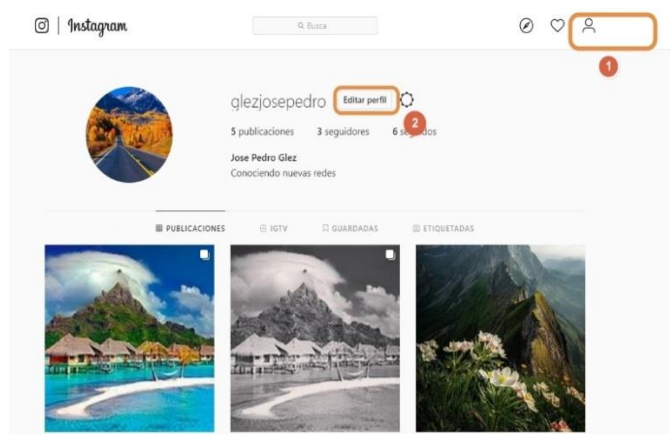 Instagram
Busca
1
glezjosepedro Editar perfil
2
5 publicaciones 3 seguidores 6
Jose Pedro Glez
Conociendo nuevas redes
PUBLICACIONES IGTV GUARDADAS ETIQUETADAS